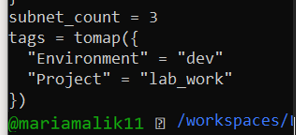 }
subnet_count = 3
tags = tomap({
  "Environment" = "dev"
  "Project" = "lab_work"
})
@mariamalik11 /workspaces/